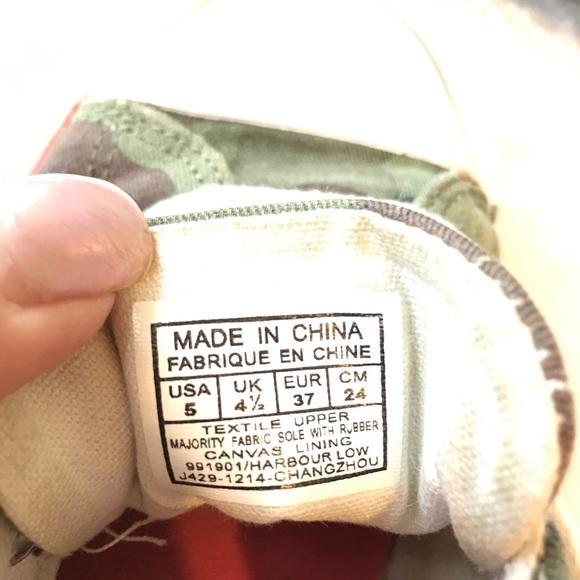 MADE IN CHINA
FABRIQUE EN CHINE
USA UK EUR CM
5 4½ 37 24
TEXTILE UPPER
MAJORITY FABRIC SOLE WITH RUBBER
CANVAS LINING
991901/HARBOUR LOW
J429-1214-CHANGZHOU